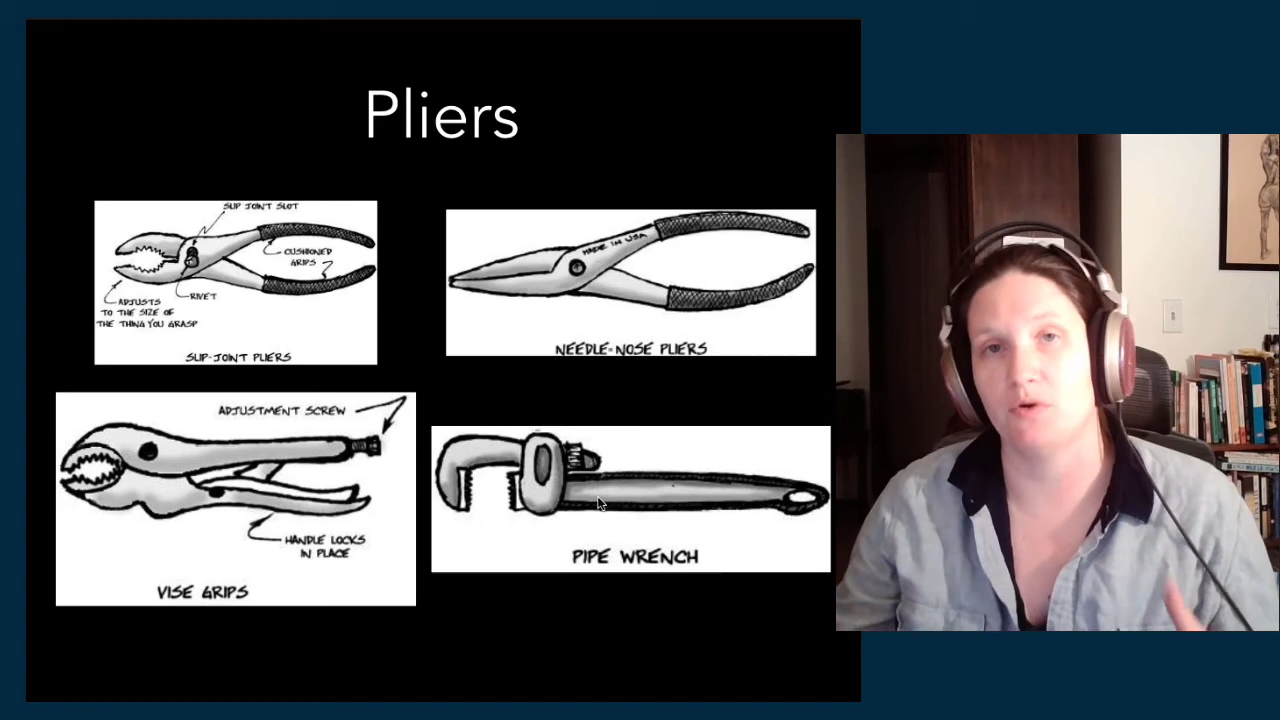 Pliers
SLIP JOINT SLOT
CUSHIONED
GRIPS
RIVET
ADJUSTS
TO THE SIZE OF
THE THING YOU GRASP
SLIP-JOINT PLIERS
MADE IN USA
NEEDLE-NOSE PLIERS
ADJUSTMENT SCREW
HANDLE LOCKS
IN PLACE
VISE GRIPS
PIPE WRENCH